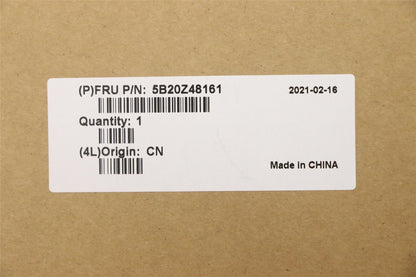 (P)FRU P/N: 5B20Z48161 2021-02-16
Quantity: 1
(4L)Origin: CN
Made in CHINA